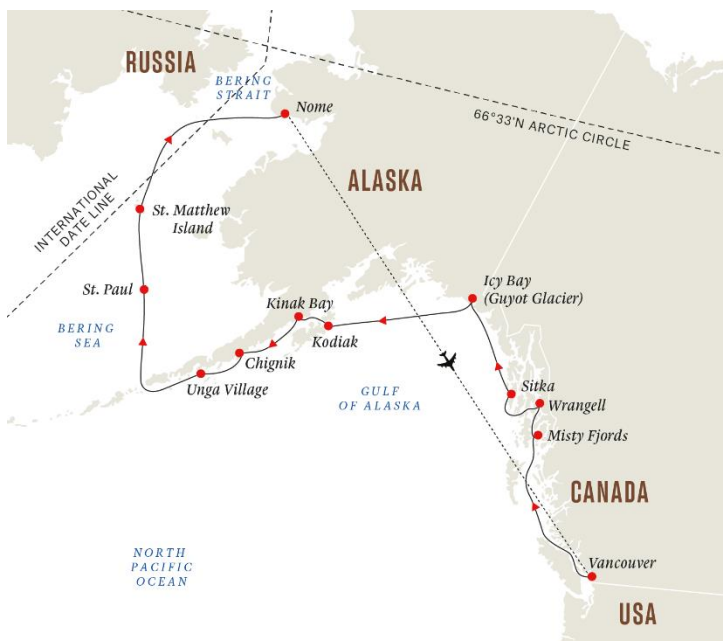 RUSSIA
BERING
STRAIT
Nome
66°33'N ARCTIC CIRCLE
ALASKA
INTERNATIONAL
DATE LINE
St. Matthew
Island
St. Paul
BERING
SEA
Icy Bay
(Guyot Glacier)
Kinak Bay
Kodiak
Chignik
Unga Village
GULF
OF ALASKA
Sitka
Wrangell
Misty Fjords
CANADA
NORTH
PACIFIC
OCEAN
Vancouver
USA